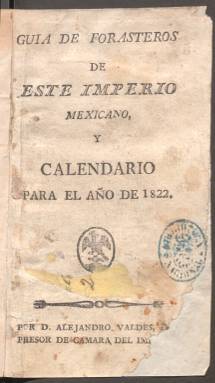 GUIA DE FORASTEROS
DE
ESTE IMPERIO
MEXICANO,
Y
CALENDARIO
PARA EL AÑO DE 1822.
2
POR D. ALEJANDRO VALDES,
PRESOR DE CAMARA DEL IM